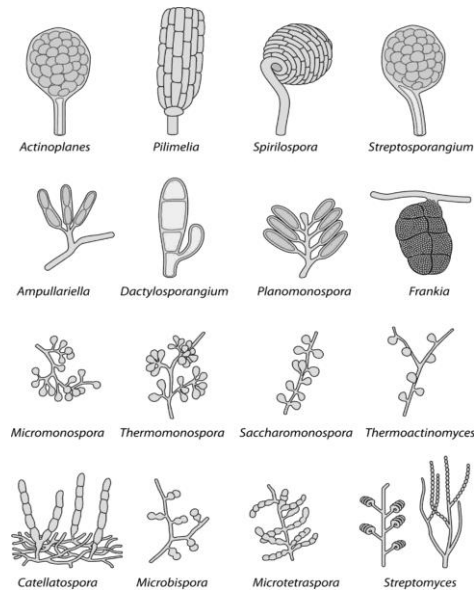 Actinoplanes Pilimelia Spirilospora Streptosporangium
Ampullariella Dactylosporangium Planomonospora Frankia
Micromonospora Thermomonospora Saccharomonospora Thermoactinomyces
Catellatospora Microbispora Microtetraspora Streptomyces